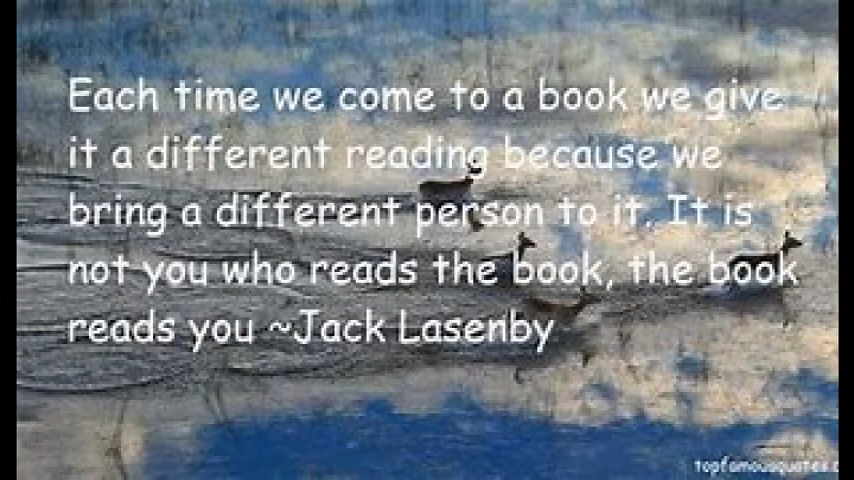 Each time we come to a book we give
it a different reading because we
bring a different person to it. It is
not you who reads the book, the book
reads you ~Jack Lasenby
topfamousquotes.c